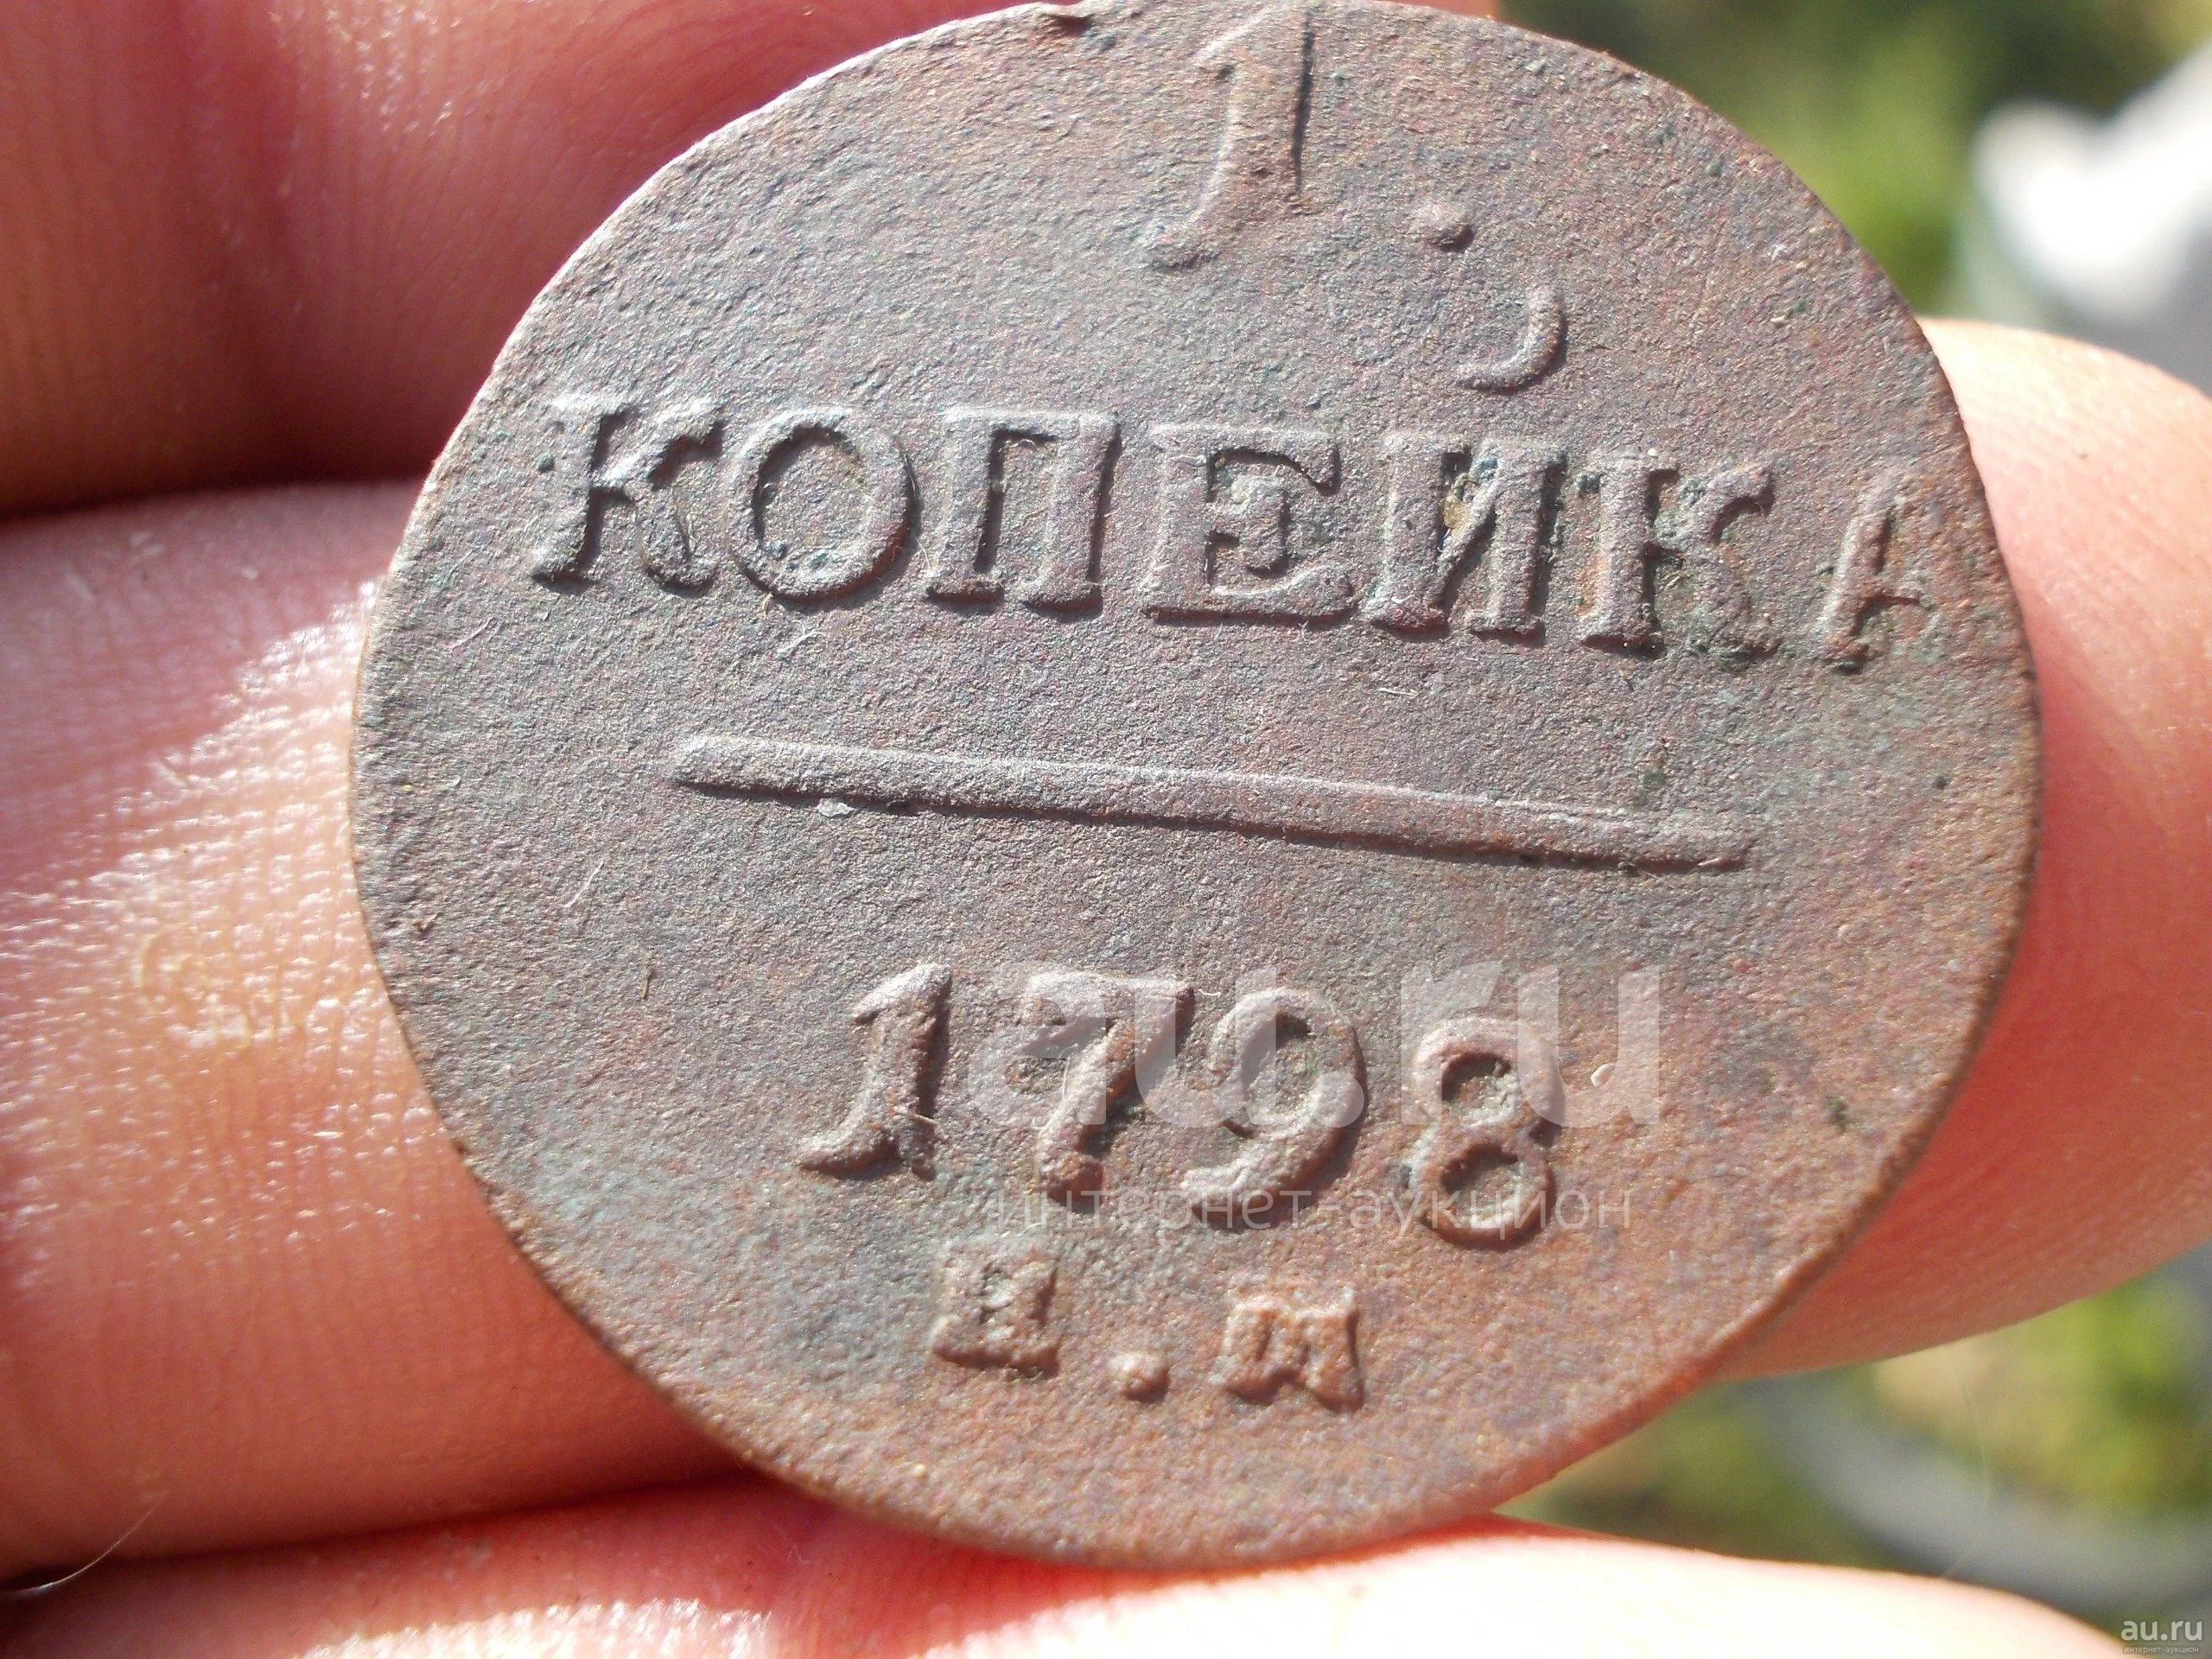 1.
КОПЕЙКА
1798
au.ru
интернет-аукцион
Е.М
au.ru
интернет-аукцион